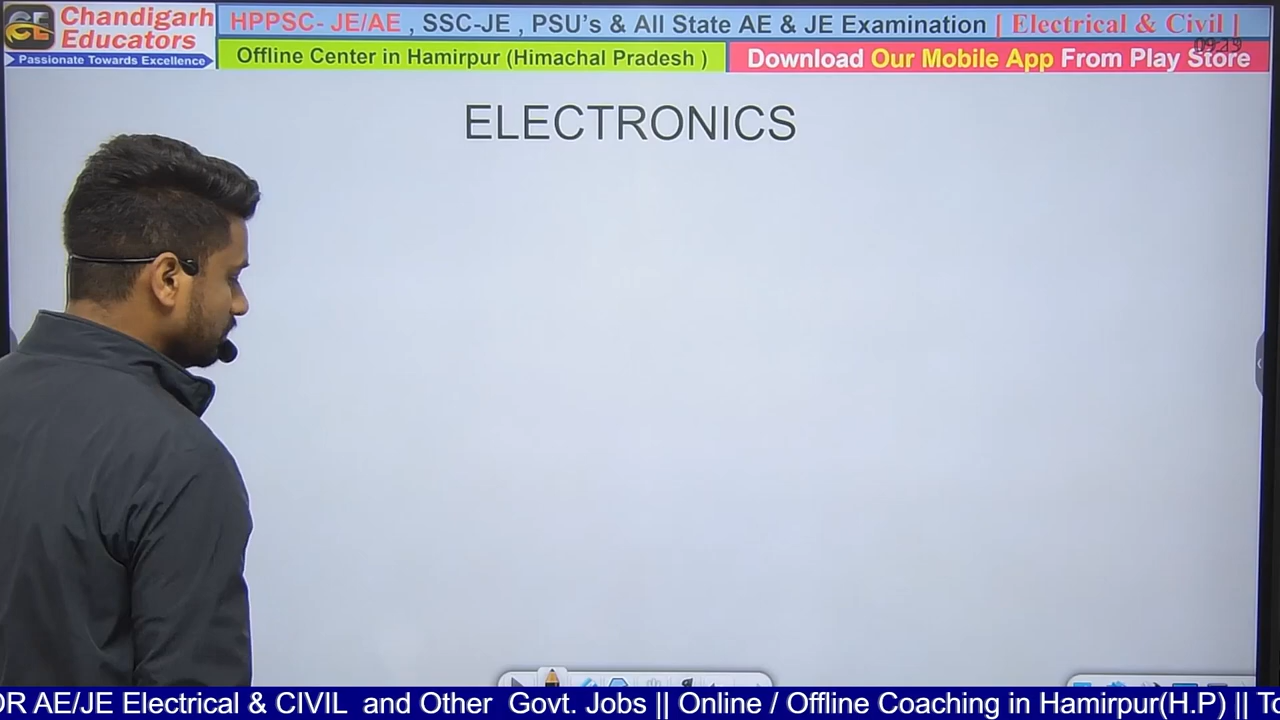 Chandigarh
Educators
Passionate Towards Excellence
HPPSC- JE/AE , SSC-JE , PSU's & All State AE & JE Examination [ Electrical & Civil ]
09:23
Offline Center in Hamirpur (Himachal Pradesh )
Download Our Mobile App From Play Store
ELECTRONICS
OR AE/JE Electrical & CIVIL and Other Govt. Jobs || Online / Offline Coaching in Hamirpur(H.P) || To